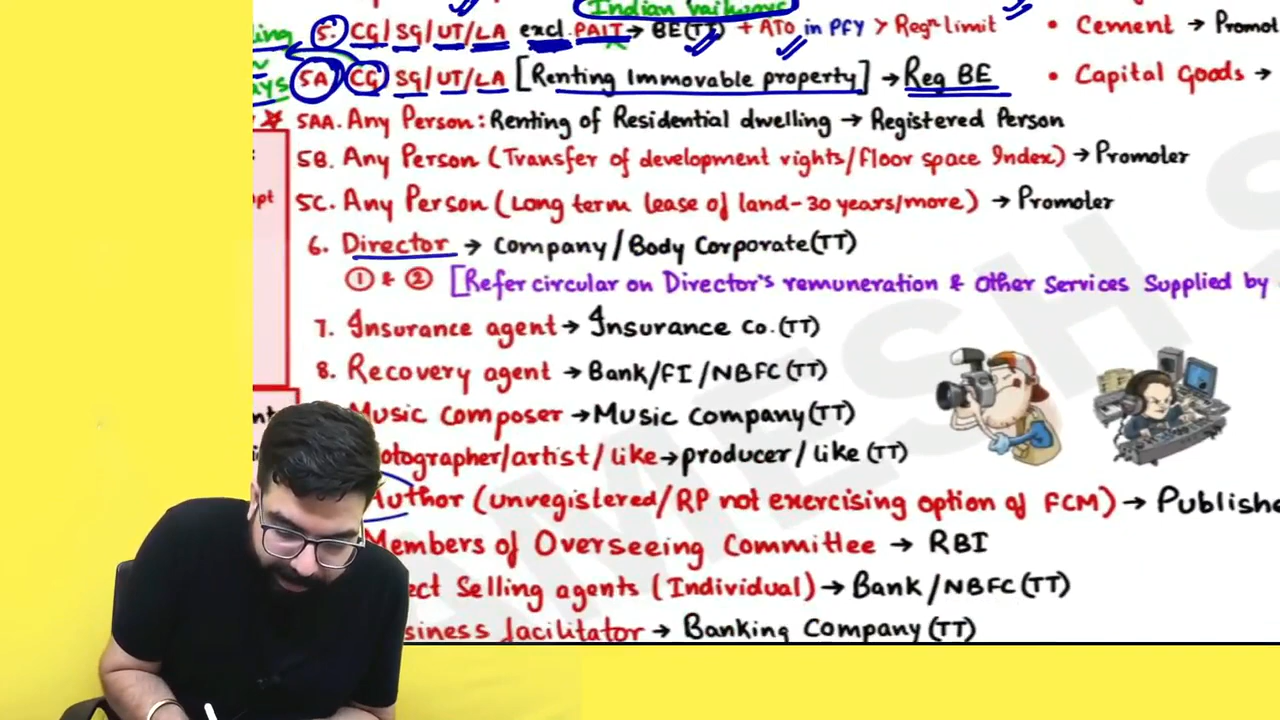 Indian railways
5. CG/SG/UT/LA excl. PAIT → BE(TT) + ATO in PFY > Regⁿ limit
• Cement → Promot
5A CG SG/UT/LA [Renting Immovable property] → Reg BE
• Capital Goods →
5AA. Any Person: Renting of Residential dwelling → Registered Person
5B. Any Person (Transfer of development rights/floor space Index) → Promoter
5C. Any Person (Long term lease of land-30 years/more) → Promoter
6. Director → Company/Body Corporate(TT)
① & ② [Refer circular on Director's remuneration & Other Services Supplied by
7. Insurance agent → Insurance Co. (TT)
8. Recovery agent → Bank/FI/NBFC (TT)
Music Composer → Music Company (TT)
otographer/artist/like → producer/like (TT)
Author (unregistered/RP not exercising option of FCM) → Publishe
Members of Overseeing Committee → RBI
ect Selling agents (Individual) → Bank/NBFC (TT)
siness facilitator → Banking Company (TT)